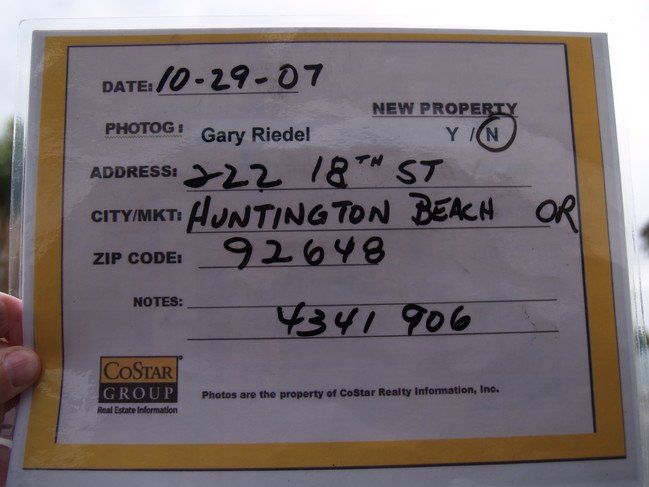 DATE: 10-29-07
NEW PROPERTY
PHOTOG: Gary Riedel Y / N
ADDRESS: 222 18TH ST
CITY/MKT: HUNTINGTON BEACH OR
ZIP CODE: 92648
NOTES:
4341 906
COSTAR
GROUP
Real Estate Information
Photos are the property of CoStar Realty Information, Inc.